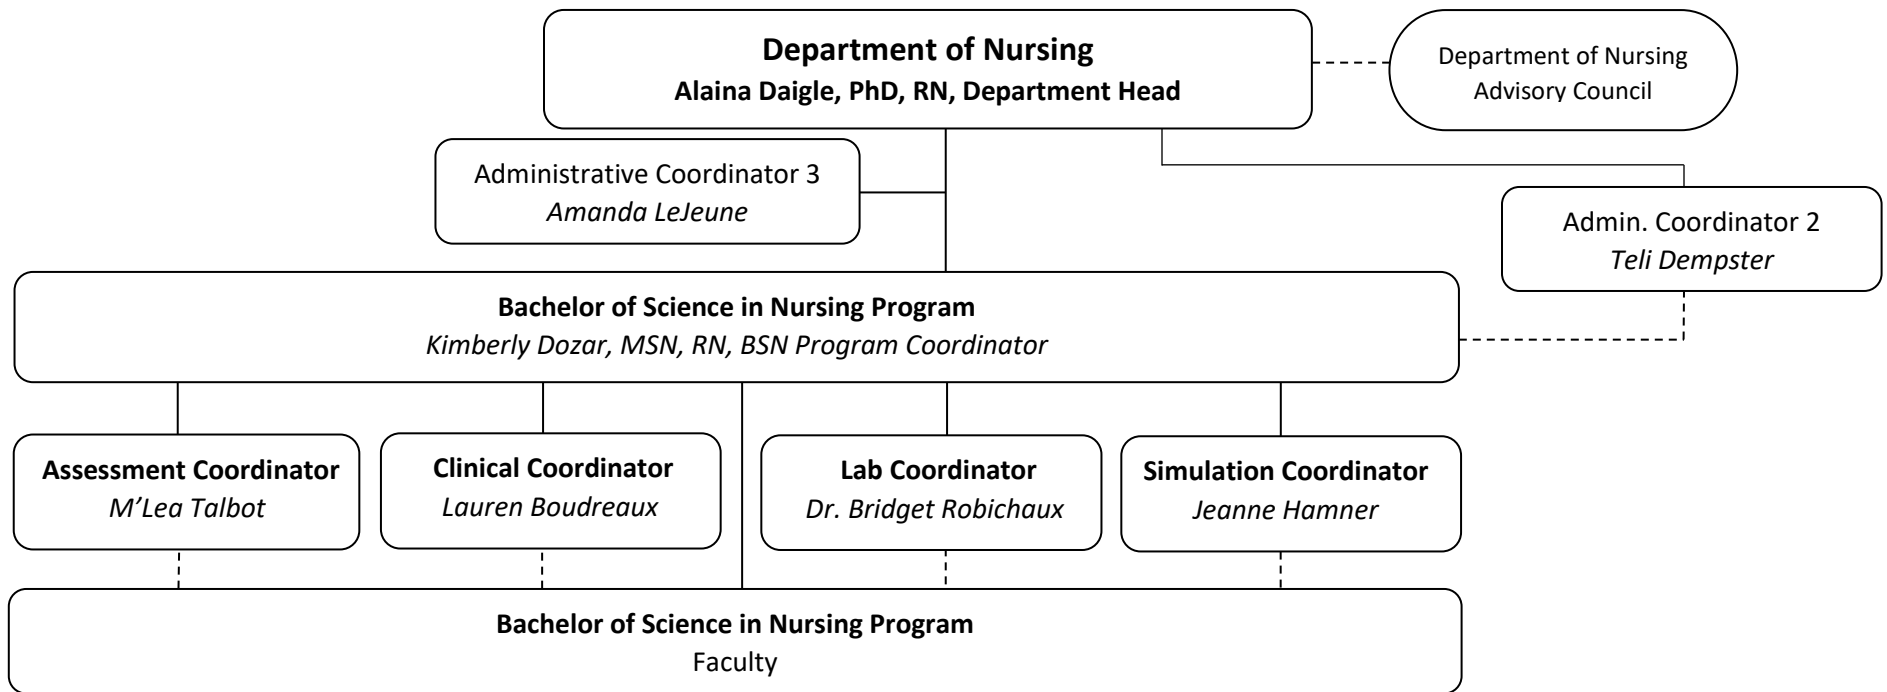 Department of Nursing
Alaina Daigle, PhD, RN, Department Head
Department of Nursing
Advisory Council
Administrative Coordinator 3
Amanda LeJeune
Admin. Coordinator 2
Teli Dempster
Bachelor of Science in Nursing Program
Kimberly Dozar, MSN, RN, BSN Program Coordinator
Assessment Coordinator
M’Lea Talbot
Clinical Coordinator
Lauren Boudreaux
Lab Coordinator
Dr. Bridget Robichaux
Simulation Coordinator
Jeanne Hamner
Bachelor of Science in Nursing Program
Faculty